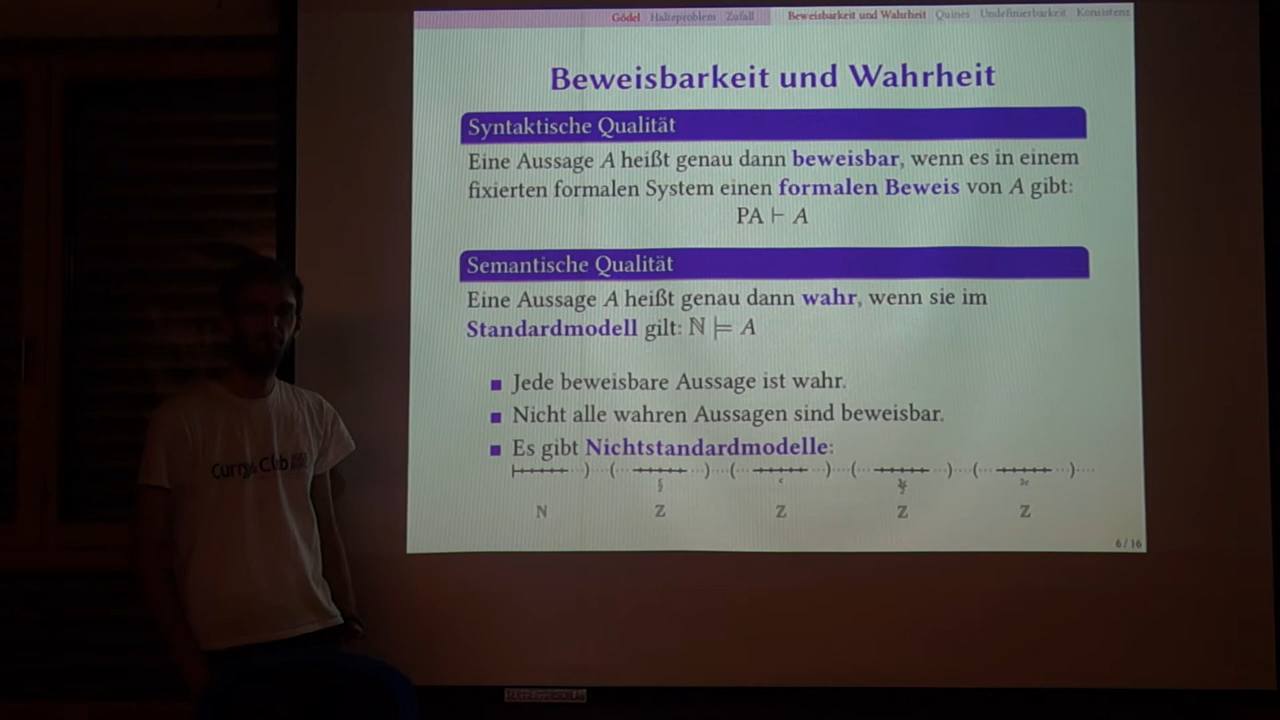 Gödel Halteproblem Zufall Beweisbarkeit und Wahrheit Quines Undefinierbarkeit Konsistenz
Beweisbarkeit und Wahrheit
Syntaktische Qualität
Eine Aussage A heißt genau dann beweisbar, wenn es in einem
fixierten formalen System einen formalen Beweis von A gibt:
PA ⊢ A
Semantische Qualität
Eine Aussage A heißt genau dann wahr, wenn sie im
Standardmodell gilt: ℕ ⊨ A
Jede beweisbare Aussage ist wahr.
Nicht alle wahren Aussagen sind beweisbar.
Es gibt Nichtstandardmodelle:
ℕ ℤ ℤ ℤ ℤ
6 / 16
Curry Club